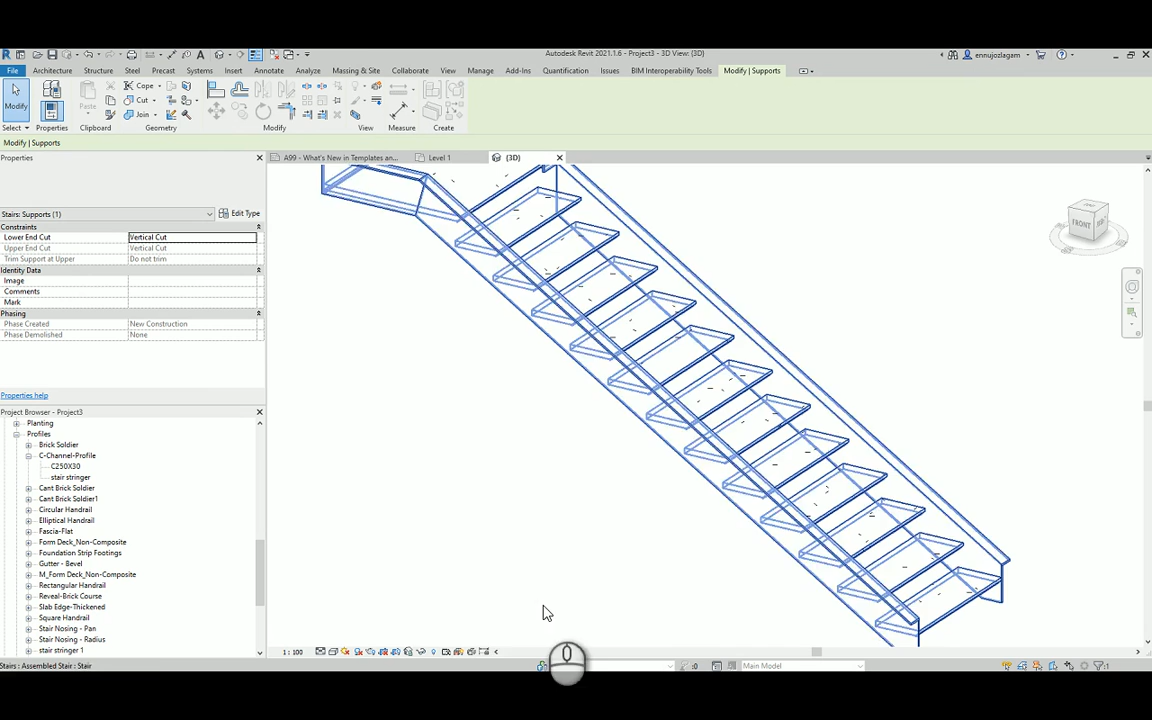 Autodesk Revit 2021.1.6 - Project3 - 3D View: {3D}
ennujozlagam
File Architecture Structure Steel Precast Systems Insert Annotate Analyze Massing & Site Collaborate View Manage Add-Ins Quantification Issues BIM Interoperability Tools Modify | Supports
Modify
Paste
Cope
Cut
Join
Select Properties Clipboard Geometry Modify View Measure Create
Modify | Supports
Properties
A99 - What's New in Templates an...
Level 1
{3D}
FRONT
Stairs: Supports (1)
Edit Type
Constraints
Lower End Cut Vertical Cut
Upper End Cut Vertical Cut
Trim Support at Upper Do not trim
Identity Data
Image
Comments
Mark
Phasing
Phase Created New Construction
Phase Demolished None
Properties help
Project Browser - Project3
Planting
Profiles
Brick Soldier
C-Channel-Profile
C250X30
stair stringer
Cant Brick Soldier
Cant Brick Soldier1
Circular Handrail
Elliptical Handrail
Fascia-Flat
Form Deck_Non-Composite
Foundation Strip Footings
Gutter - Bevel
M_Form Deck_Non-Composite
Rectangular Handrail
Reveal-Brick Course
Slab Edge-Thickened
Square Handrail
Stair Nosing - Pan
Stair Nosing - Radius
stair stringer 1
1 : 100
Stairs : Assembled Stair : Stair
:0
Main Model
:1